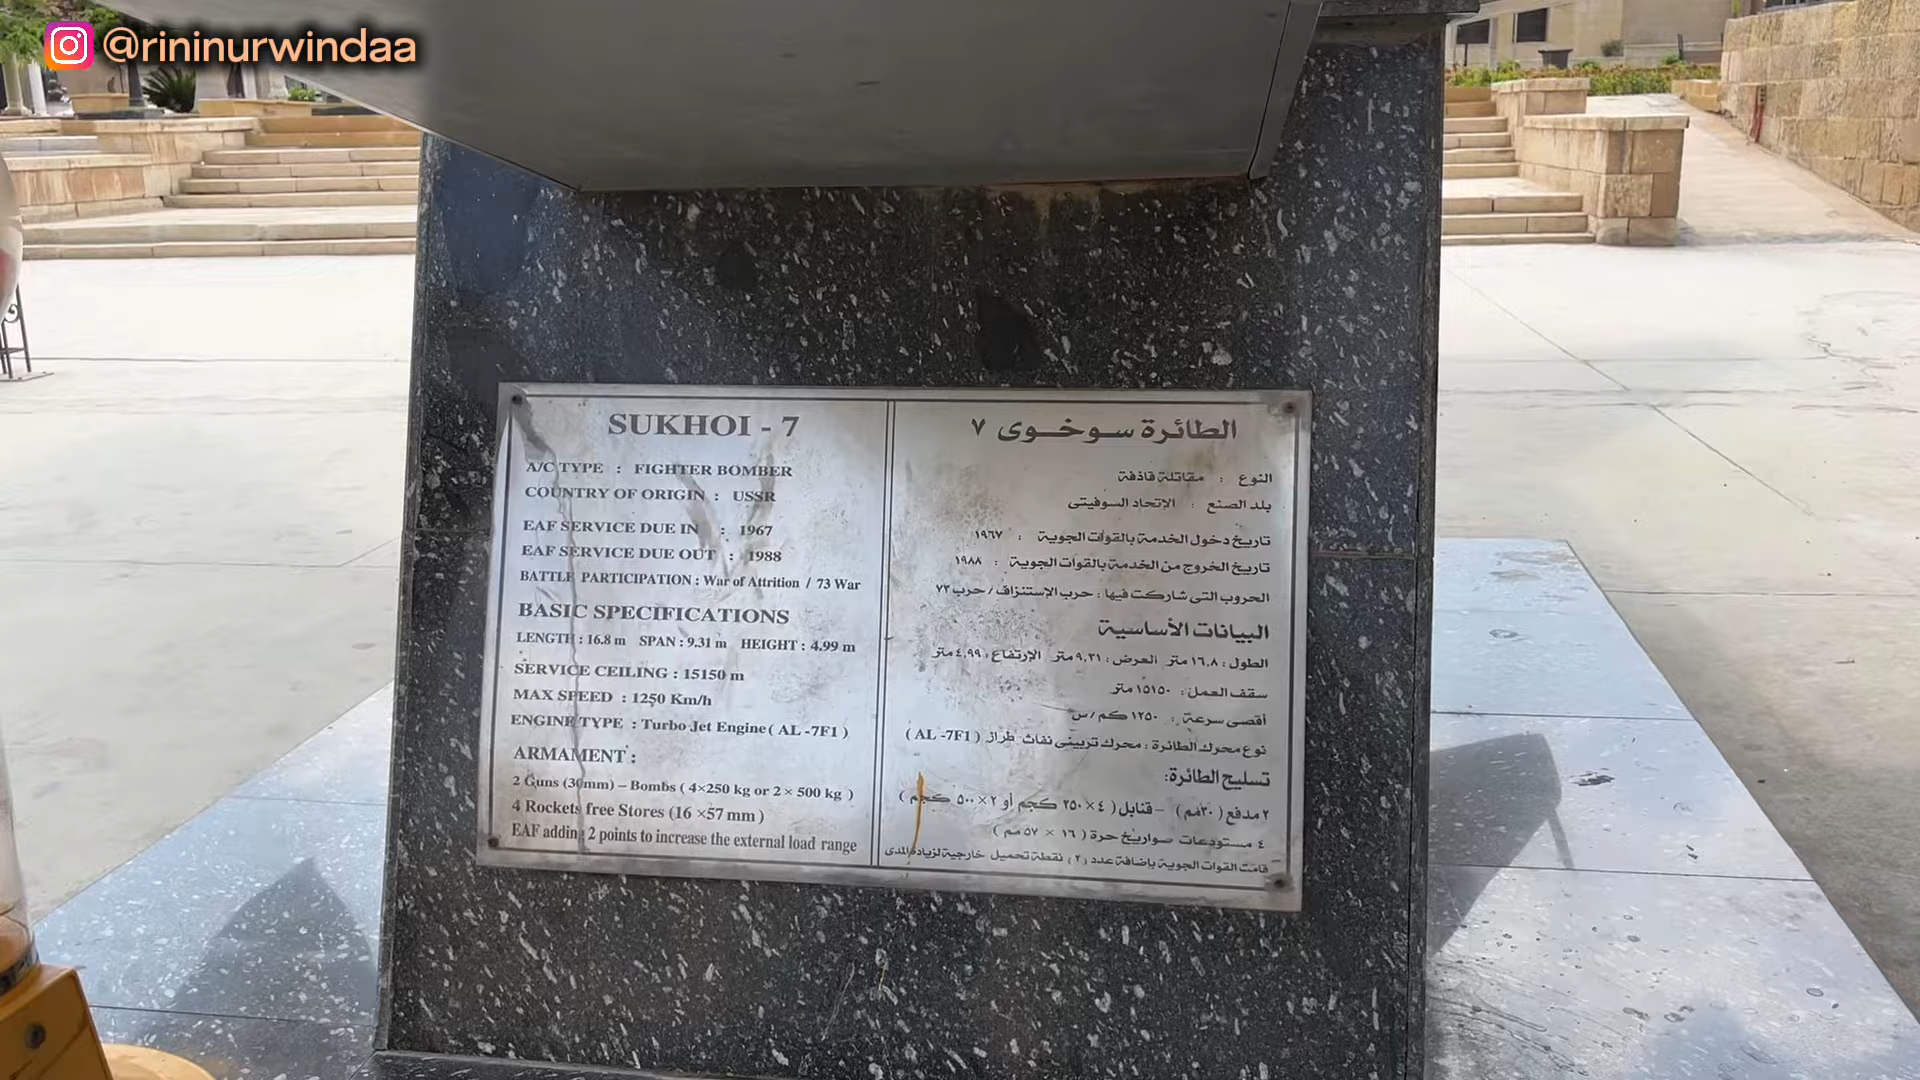 @rininurwindaa
SUKHOI - 7
A/C TYPE : FIGHTER BOMBER
COUNTRY OF ORIGIN : USSR
EAF SERVICE DUE IN : 1967
EAF SERVICE DUE OUT : 1988
BATTLE PARTICIPATION : War of Attrition / 73 War
BASIC SPECIFICATIONS
LENGTH : 16.8 m SPAN : 9.31 m HEIGHT : 4.99 m
SERVICE CEILING : 15150 m
MAX SPEED : 1250 Km/h
ENGINE TYPE : Turbo Jet Engine ( AL -7F1 )
ARMAMENT :
2 Guns (30mm) – Bombs ( 4×250 kg or 2 × 500 kg )
4 Rockets free Stores (16 ×57 mm )
EAF adding 2 points to increase the external load range
الطائرة سوخوى ٧
النوع : مقاتلة قاذفة
بلد الصنع : الإتحاد السوفيتى
تاريخ دخول الخدمة بالقوات الجوية : ١٩٦٧
تاريخ الخروج من الخدمة بالقوات الجوية : ١٩٨٨
الحروب التى شاركت فيها : حرب الإستنزاف / حرب ٧٣
البيانات الأساسية
الطول : ١٦,٨ متر العرض : ٩,٣١ متر الإرتفاع : ٤,٩٩ متر
سقف العمل : ١٥١٥٠ متر
أقصى سرعة : ١٢٥٠ كم / س
نوع محرك الطائرة : محرك تربينى نفاث طراز ( AL -7F1 )
تسليح الطائرة:
٢ مدفع (٣٠مم) – قنابل ( ٤×٢٥٠ كجم أو ٢×٥٠٠ كجم )
٤ مستودعات صواريخ حرة ( ١٦ × ٥٧ مم )
قامت القوات الجوية بإضافة عدد (٢) نقطة تحميل خارجية لزيادة المدى